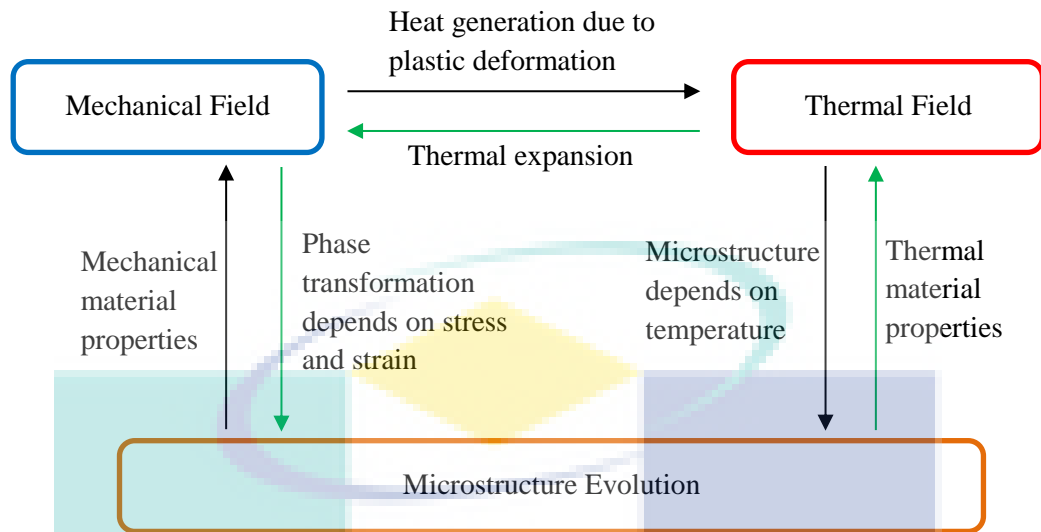 Heat generation due to
plastic deformation
Mechanical Field
Thermal Field
Thermal expansion
Mechanical
material
properties
Phase
transformation
depends on stress
and strain
Microstructure
depends on
temperature
Thermal
material
properties
Microstructure Evolution